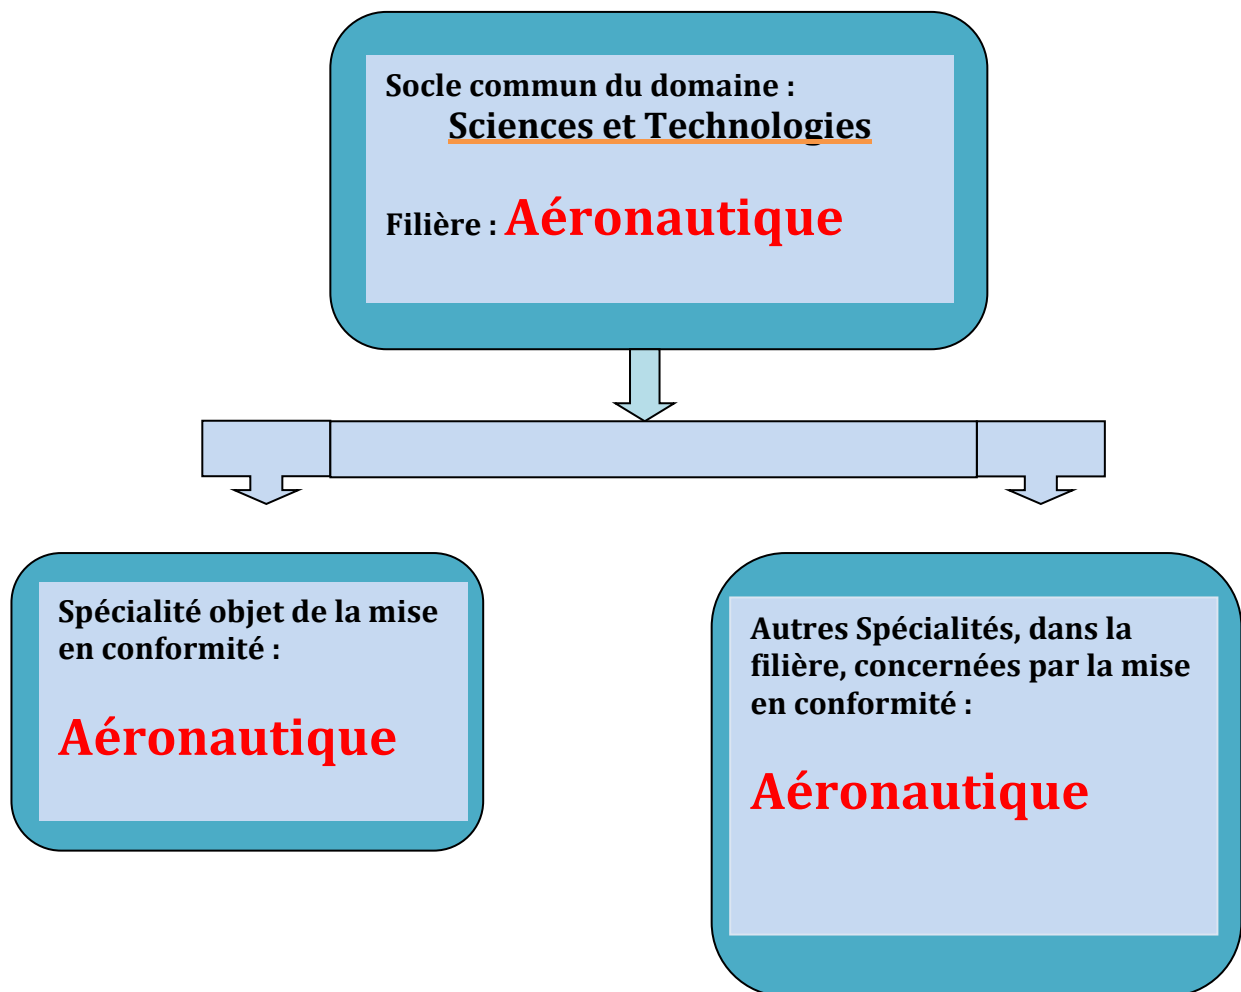 Socle commun du domaine :
Sciences et Technologies
Filière : Aéronautique
Spécialité objet de la mise
en conformité :
Aéronautique
Autres Spécialités, dans la
filière, concernées par la mise
en conformité :
Aéronautique